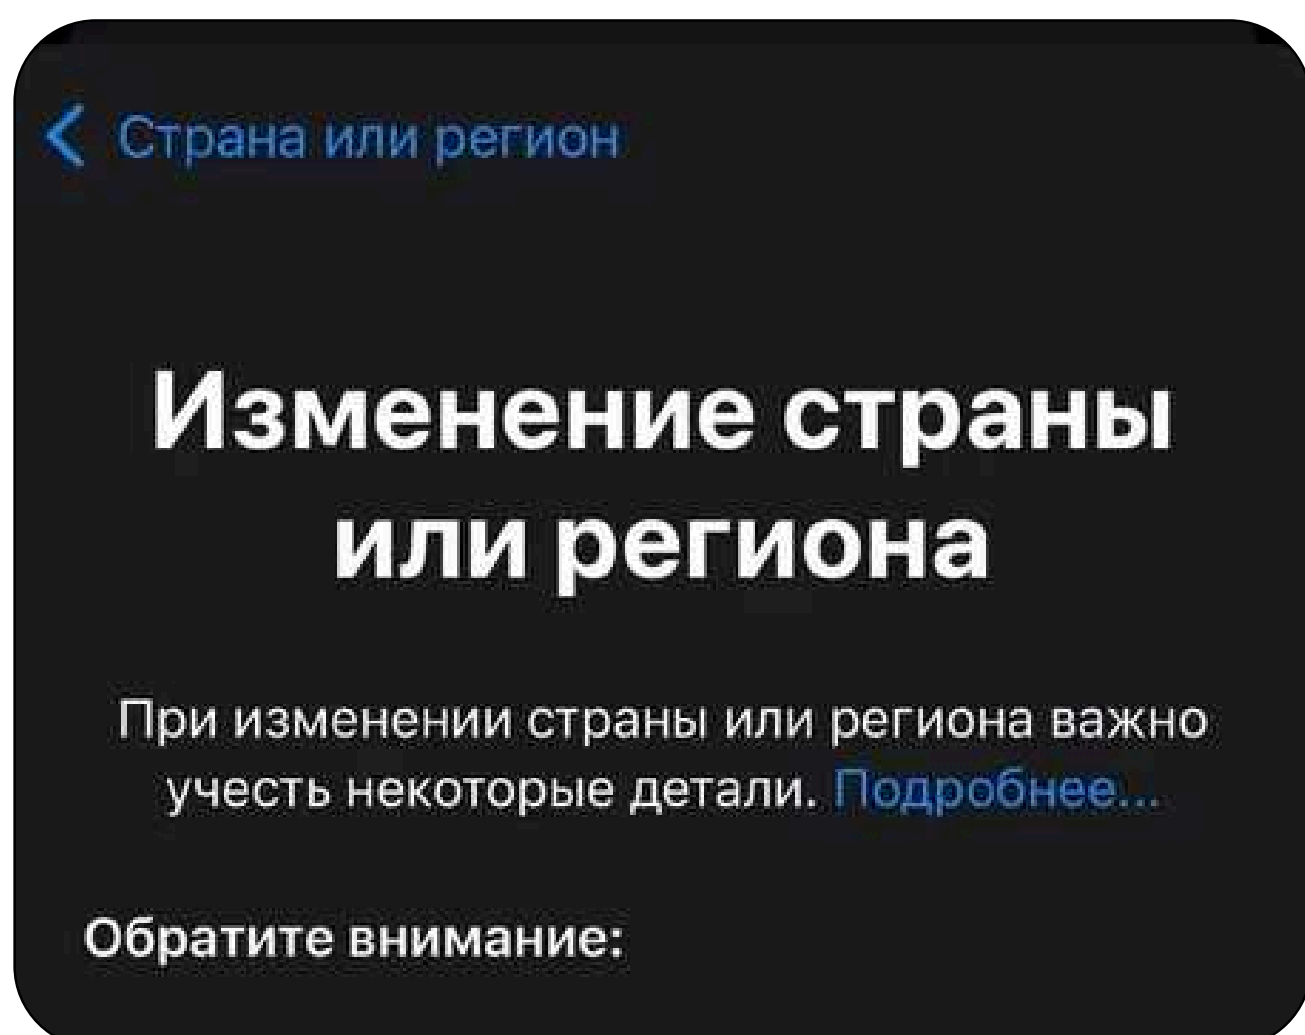 Страна или регион
Изменение страны
или региона
При изменении страны или региона важно
учесть некоторые детали. Подробнее...
Обратите внимание: